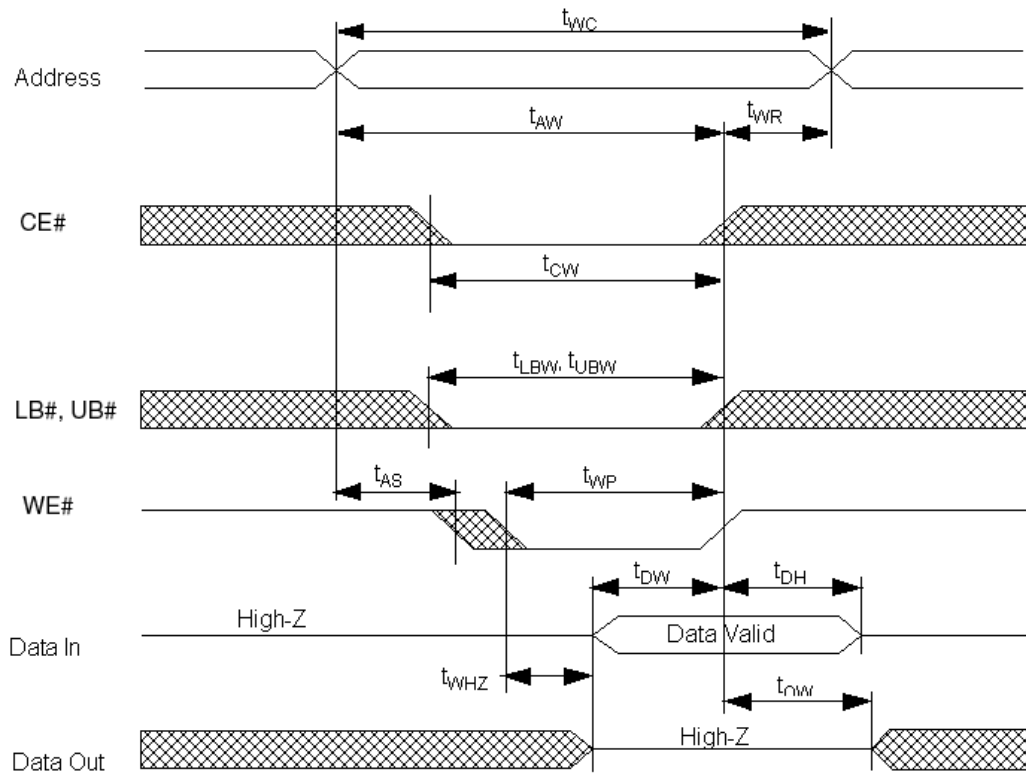 tWC
Address
tAW
tWR
CE#
tCW
tLBW, tUBW
LB#, UB#
tAS
tWP
WE#
tDW
tDH
High-Z
Data Valid
Data In
tWHZ
tOW
High-Z
Data Out